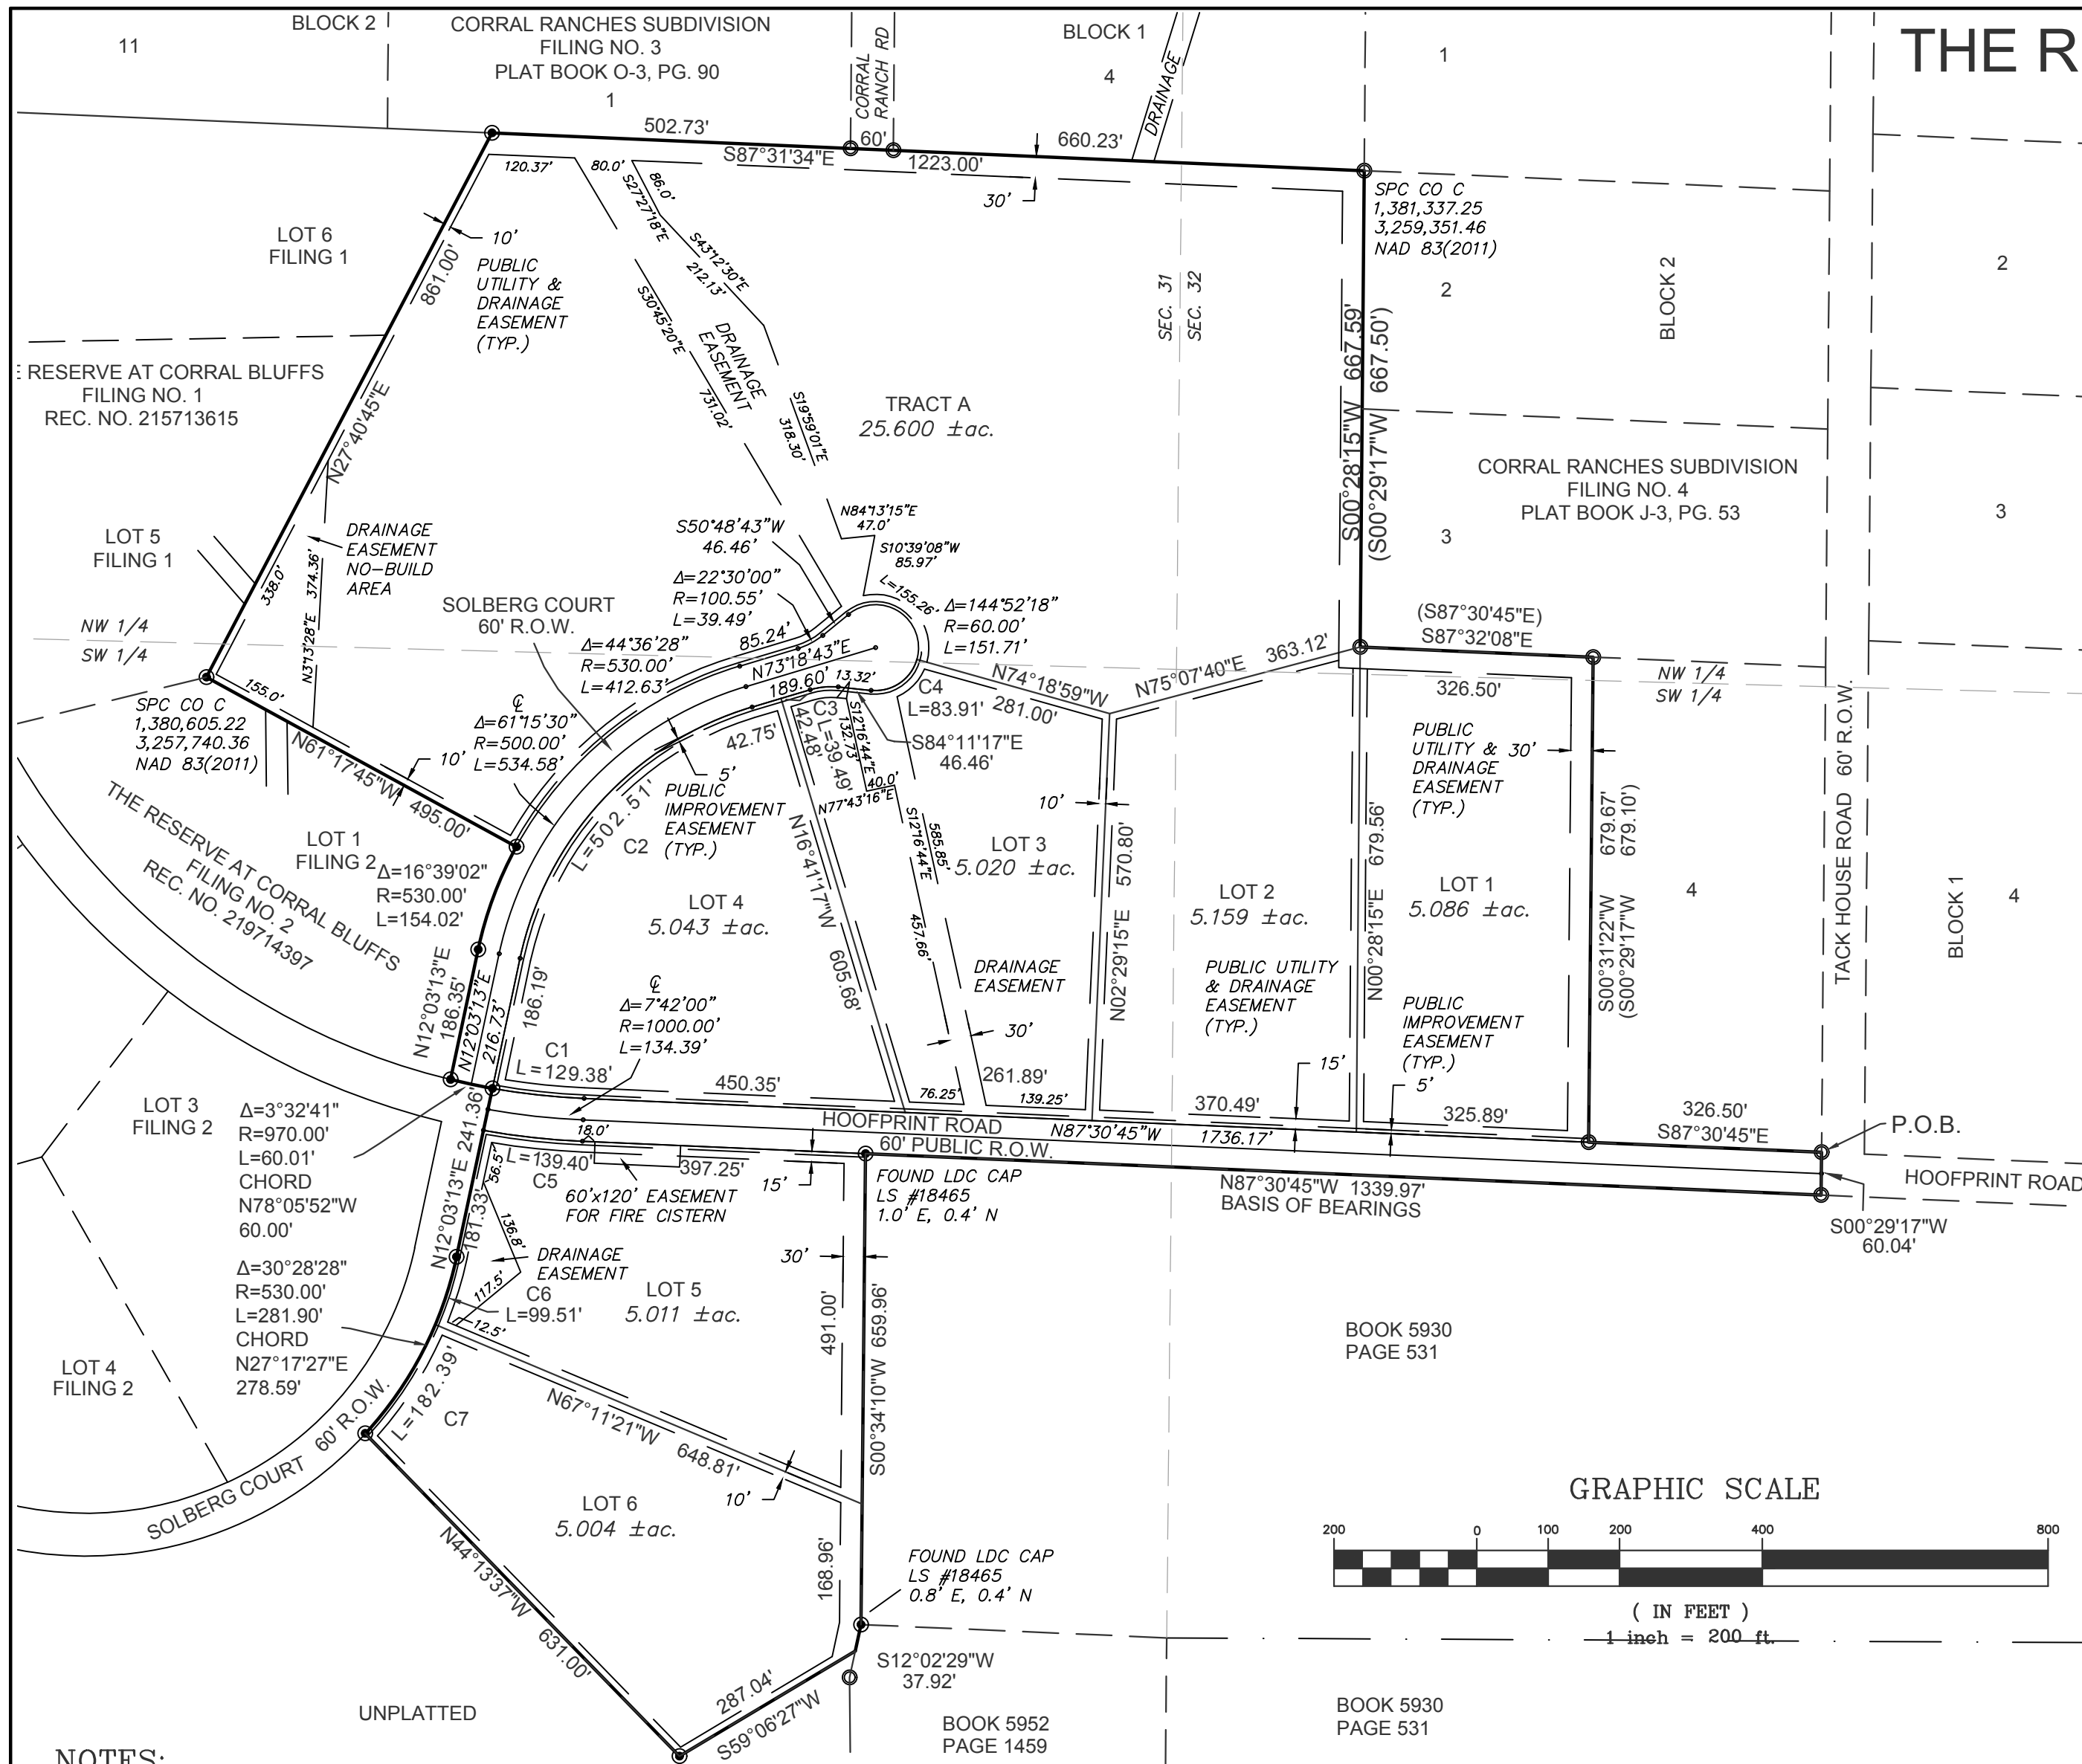 THE R
11
BLOCK 2
CORRAL RANCHES SUBDIVISION
FILING NO. 3
PLAT BOOK O-3, PG. 90
1
CORRAL
RANCH RD
BLOCK 1
4
DRAINAGE
1
502.73'
60'
660.23'
S87°31'34"E
1223.00'
30'
120.37'
80.0'
86.0'
S27°27'18"E
S43°12'30"E
212.13'
S30°45'20"E
731.02'
DRAINAGE
EASEMENT
S19°59'01"E
318.30'
LOT 6
FILING 1
861.00'
N27°40'45"E
10'
PUBLIC
UTILITY &
DRAINAGE
EASEMENT
(TYP.)
SPC CO C
1,381,337.25
3,259,351.46
NAD 83(2011)
2
BLOCK 2
2
SEC. 31
SEC. 32
S00°28'15"W 667.59'
(S00°29'17"W 667.50')
E RESERVE AT CORRAL BLUFFS
FILING NO. 1
REC. NO. 215713615
TRACT A
25.600 ±ac.
CORRAL RANCHES SUBDIVISION
FILING NO. 4
PLAT BOOK J-3, PG. 53
3
3
LOT 5
FILING 1
338.0'
N3°13'28"E 374.36'
DRAINAGE
EASEMENT
NO-BUILD
AREA
S50°48'43"W
46.46'
N84°13'15"E
47.0'
S10°39'08"W
85.97'
L=155.26'
Δ=22°30'00"
R=100.55'
L=39.49'
Δ=144°52'18"
R=60.00'
L=151.71'
SOLBERG COURT
60' R.O.W.
Δ=44°36'28"
R=530.00'
L=412.63'
85.24'
N73°18'43"E
189.60'
13.32'
NW 1/4
SW 1/4
155.0'
SPC CO C
1,380,605.22
3,257,740.36
NAD 83(2011)
N61°17'45"W 495.00'
10'
℄
Δ=61°15'30"
R=500.00'
L=534.58'
(S87°30'45"E)
S87°32'08"E
326.50'
NW 1/4
SW 1/4
N74°18'59"W
281.00'
N75°07'40"E 363.12'
C4
L=83.91'
S84°11'17"E
46.46'
C3
L=39.49'
42.48'
42.75'
S12°16'44"E
132.73'
40.0'
N77°43'16"E
5'
PUBLIC
IMPROVEMENT
EASEMENT
(TYP.)
L=502.51'
C2
N16°41'17"W 605.68'
S12°16'44"E
585.85'
457.66'
10'
N02°29'15"E 570.80'
N00°28'15"E 679.56'
PUBLIC
UTILITY &
DRAINAGE
EASEMENT
(TYP.)
30'
S00°31'22"W 679.67'
(S00°29'17"W 679.10')
TACK HOUSE ROAD 60' R.O.W.
4
BLOCK 1
4
THE RESERVE AT CORRAL BLUFFS
FILING NO. 2
REC. NO. 219714397
LOT 1
FILING 2
Δ=16°39'02"
R=530.00'
L=154.02'
LOT 4
5.043 ±ac.
LOT 3
5.020 ±ac.
LOT 2
5.159 ±ac.
LOT 1
5.086 ±ac.
N12°03'13"E
186.35'
N12°03'13"E
216.73'
186.19'
℄
Δ=7°42'00"
R=1000.00'
L=134.39'
DRAINAGE
EASEMENT
30'
PUBLIC UTILITY
& DRAINAGE
EASEMENT
(TYP.)
PUBLIC
IMPROVEMENT
EASEMENT
(TYP.)
15'
5'
C1
L=129.38'
450.35'
76.25'
261.89'
139.25'
370.49'
325.89'
326.50'
S87°30'45"E
P.O.B.
HOOFPRINT ROAD
60' PUBLIC R.O.W.
N87°30'45"W 1736.17'
HOOFPRINT ROAD
N87°30'45"W 1339.97'
BASIS OF BEARINGS
S00°29'17"W
60.04'
LOT 3
FILING 2
Δ=3°32'41"
R=970.00'
L=60.01'
CHORD
N78°05'52"W
60.00'
N12°03'13"E 241.36'
181.33'
56.5'
136.8'
117.5'
12.5'
18.0'
L=139.40'
C5
397.25'
15'
60'x120' EASEMENT
FOR FIRE CISTERN
FOUND LDC CAP
LS #18465
1.0' E, 0.4' N
DRAINAGE
EASEMENT
C6
L=99.51'
LOT 5
5.011 ±ac.
30'
491.00'
S00°34'10"W 659.96'
Δ=30°28'28"
R=530.00'
L=281.90'
CHORD
N27°17'27"E
278.59'
LOT 4
FILING 2
L=182.39'
C7
N67°11'21"W 648.81'
10'
SOLBERG COURT 60' R.O.W.
LOT 6
5.004 ±ac.
168.96'
N44°13'37"W 631.00'
287.04'
S59°06'27"W
FOUND LDC CAP
LS #18465
0.8' E, 0.4' N
S12°02'29"W
37.92'
BOOK 5930
PAGE 531
GRAPHIC SCALE
200 0 100 200 400 800
( IN FEET )
1 inch = 200 ft.
UNPLATTED
BOOK 5952
PAGE 1459
BOOK 5930
PAGE 531
NOTES: